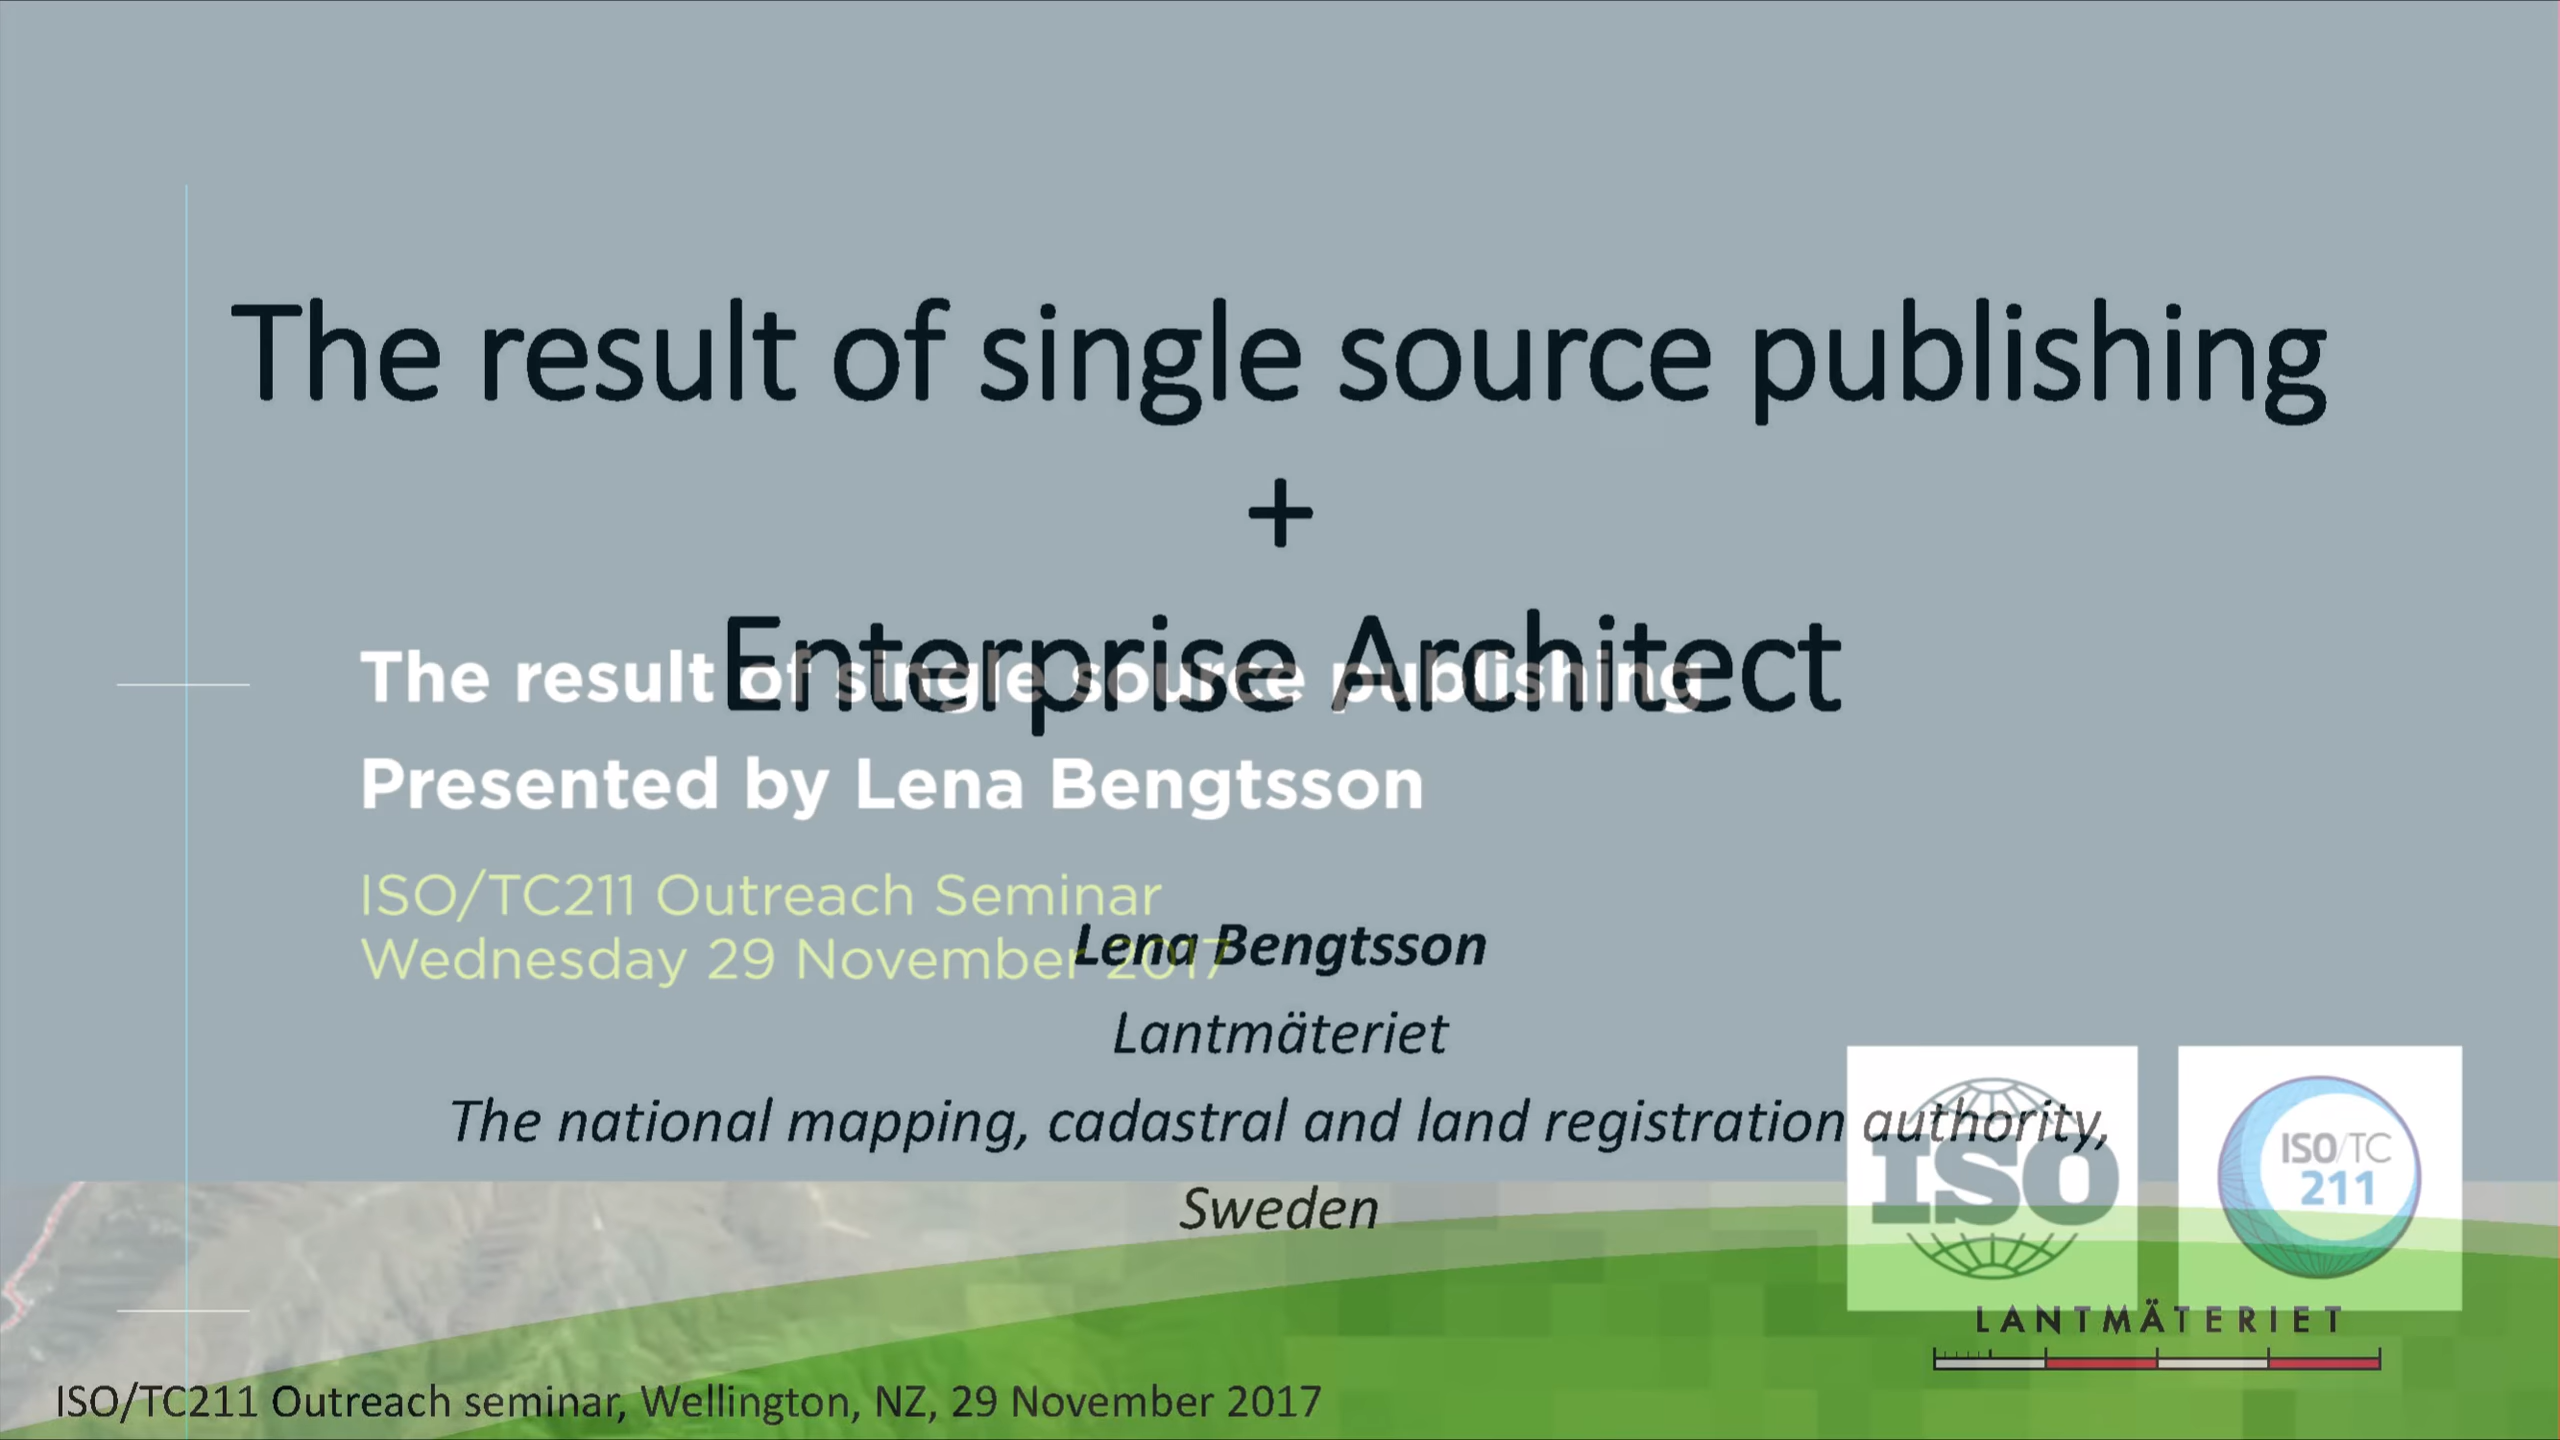 The result of single source publishing
+
Enterprise Architect
The result of single source publishing
Presented by Lena Bengtsson
ISO/TC211 Outreach Seminar
Wednesday 29 November 2017
Lena Bengtsson
Lantmäteriet
The national mapping, cadastral and land registration authority,
Sweden
ISO
ISO/TC
211
LANTMÄTERIET
ISO/TC211 Outreach seminar, Wellington, NZ, 29 November 2017